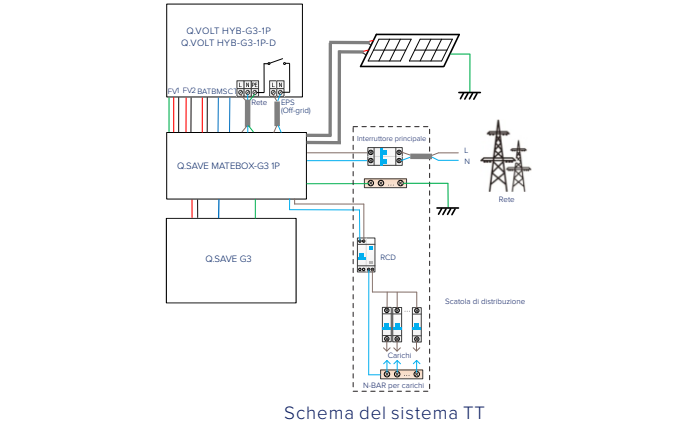 Q.VOLT HYB-G3-1P
Q.VOLT HYB-G3-1P-D
L N PE L N
FV1 FV2 BAT BMS CT Rete EPS
(Off-grid)
Interruttore principale
L
N
Q.SAVE MATEBOX-G3 1P
Rete
Q.SAVE G3
RCD
Scatola di distribuzione
Carichi
N-BAR per carichi
Schema del sistema TT